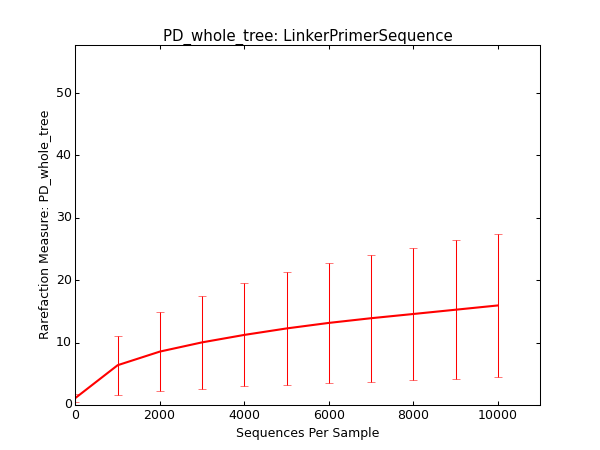 PD_whole_tree: LinkerPrimerSequence
Rarefaction Measure: PD_whole_tree
50
40
30
20
10
0
0 2000 4000 6000 8000 10000
Sequences Per Sample